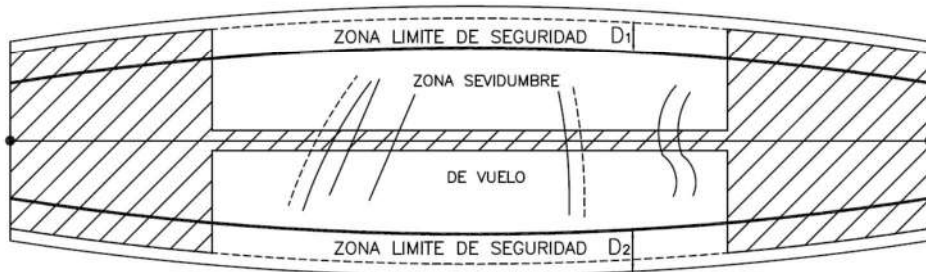 ZONA LIMITE DE SEGURIDAD D1
ZONA SEVIDUMBRE
DE VUELO
ZONA LIMITE DE SEGURIDAD D2